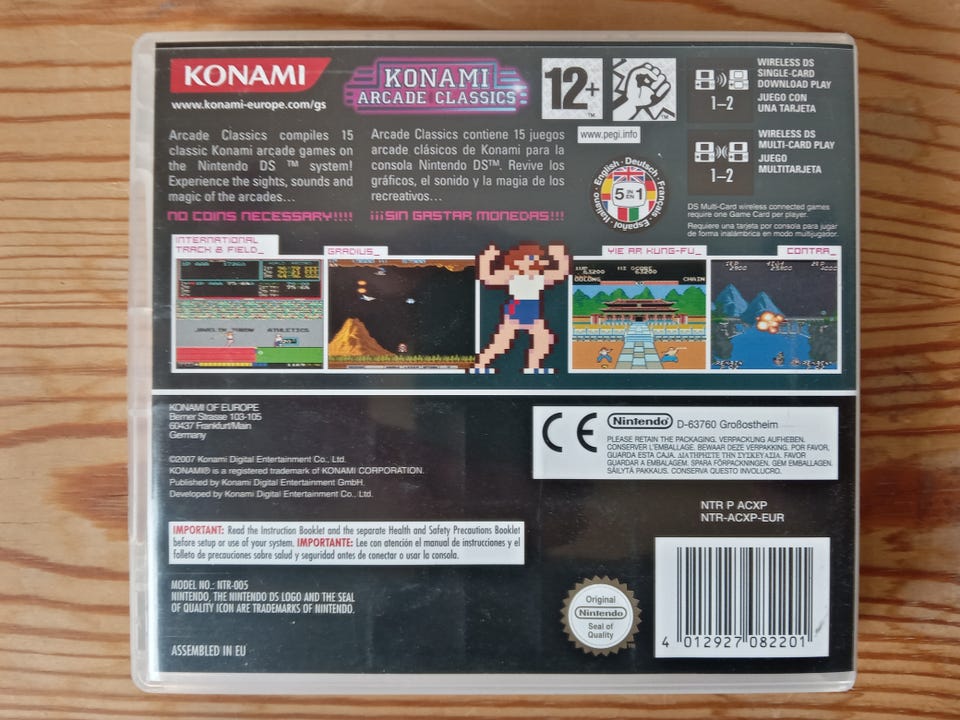 KONAMI
www.konami-europe.com/gs
KONAMI
ARCADE CLASSICS
12+
www.pegi.info
WIRELESS DS
SINGLE-CARD
DOWNLOAD PLAY
JUEGO CON
UNA TARJETA
1–2
WIRELESS DS
MULTI-CARD PLAY
JUEGO
MULTITARJETA
1–2
DS Multi-Card wireless connected games
require one Game Card per player.
Requiere una tarjeta por consola para jugar
de forma inalámbrica en modo multijugador.
Arcade Classics compiles 15
classic Konami arcade games on
the Nintendo DS ™ system!
Experience the sights, sounds and
magic of the arcades...
NO COINS NECESSARY!!!!
Arcade Classics contiene 15 juegos
arcade clásicos de Konami para la
consola Nintendo DS™. Revive los
gráficos, el sonido y la magia de los
recreativos...
¡¡¡SIN GASTAR MONEDAS!!!
English · Deutsch · Français · Español · Italiano
5 IN EN 1
INTERNATIONAL
TRACK & FIELD_
GRADIUS_
YIE AR KUNG-FU_
CONTRA_
JAVELIN THROW ATHLETICS
HI SCORE
63200 63200
OOLONG CHAIN
KONAMI OF EUROPE
Berner Strasse 103-105
60437 Frankfurt/Main
Germany
©2007 Konami Digital Entertainment Co., Ltd.
KONAMI® is a registered trademark of KONAMI CORPORATION.
Published by Konami Digital Entertainment GmbH.
Developed by Konami Digital Entertainment Co., Ltd.
CE
Nintendo D-63760 Großostheim
PLEASE RETAIN THE PACKAGING. VERPACKUNG AUFHEBEN.
CONSERVER L'EMBALLAGE. BEWAAR DEZE VERPAKKING. POR FAVOR,
GUARDA ESTA CAJA. ΔΙΑΤΗΡΗΣΤΕ ΤΗΝ ΣΥΣΚΕΥΑΣΙΑ. FAVOR
GUARDAR A EMBALAGEM. SPARA FÖRPACKNINGEN. GEM EMBALLAGEN.
SÄILYTÄ PAKKAUS. CONSERVA QUESTO INVOLUCRO.
NTR P ACXP
NTR-ACXP-EUR
IMPORTANT: Read the Instruction Booklet and the separate Health and Safety Precautions Booklet
before setup or use of your system. IMPORTANTE: Lee con atención el manual de instrucciones y el
folleto de precauciones sobre salud y seguridad antes de conectar o usar la consola.
MODEL NO.: NTR-005
NINTENDO, THE NINTENDO DS LOGO AND THE SEAL
OF QUALITY ICON ARE TRADEMARKS OF NINTENDO.
ASSEMBLED IN EU
Original
Nintendo
Seal of
Quality
4 012927 082201